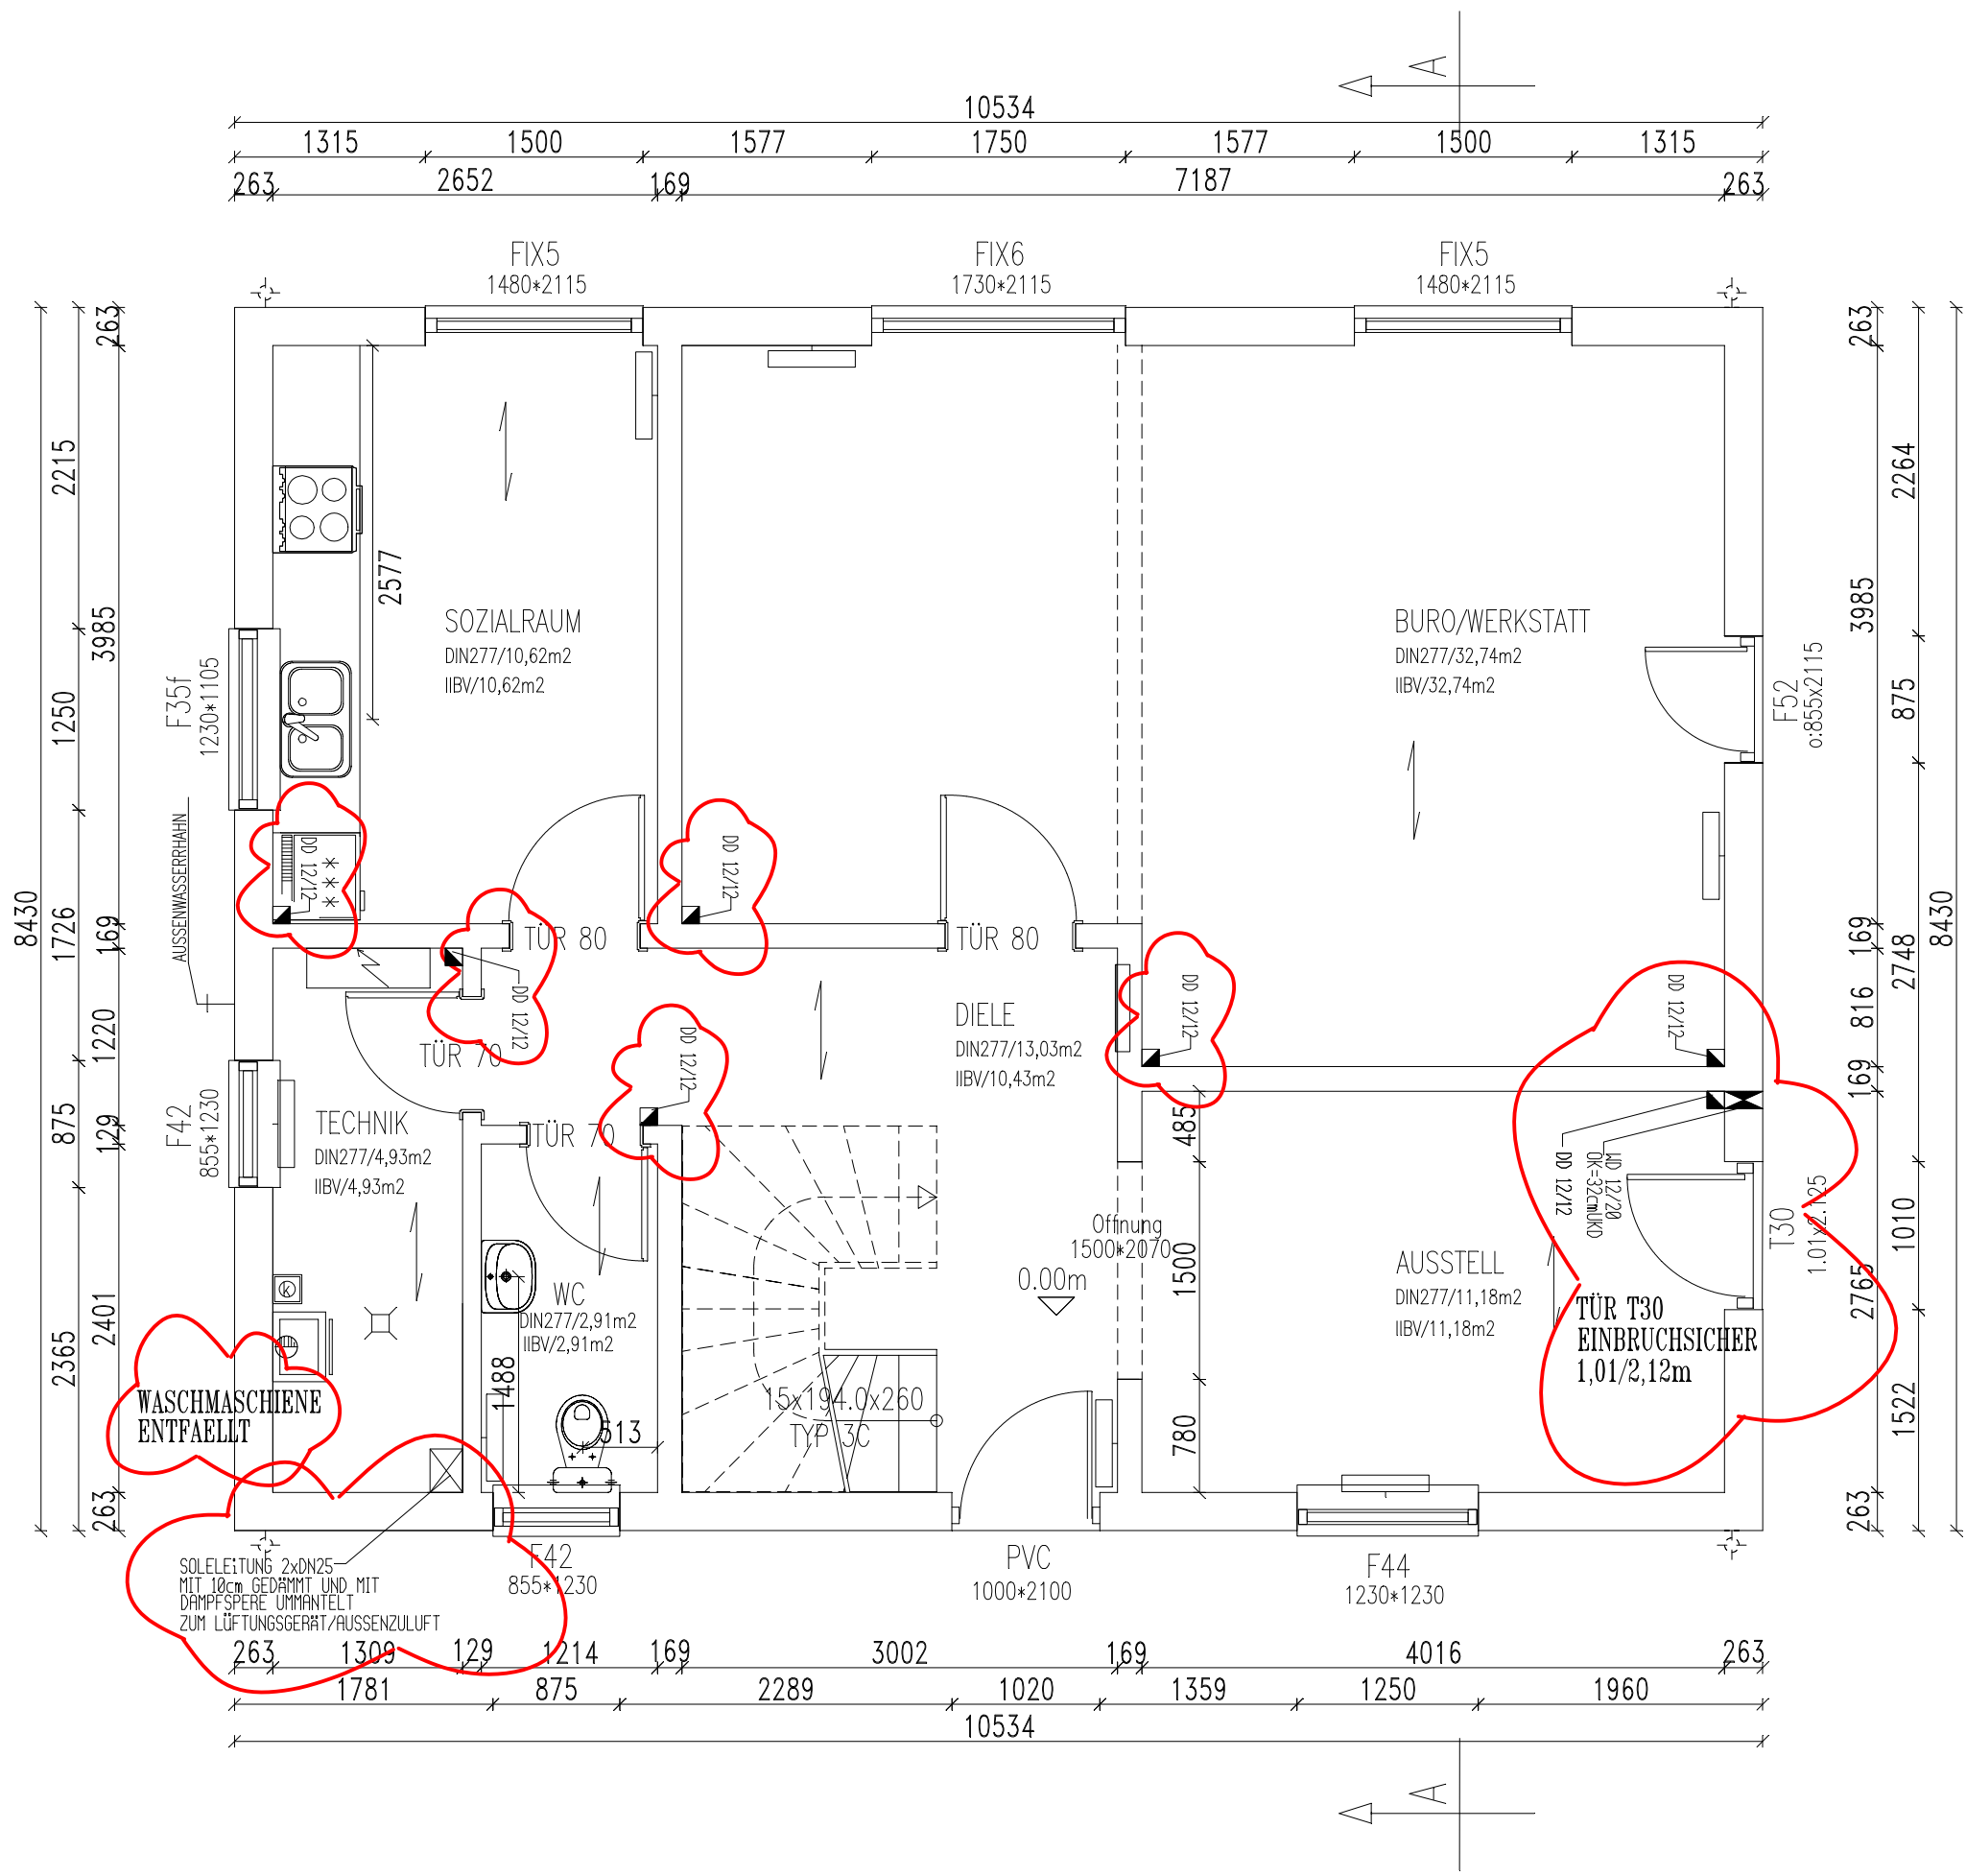 A
10534
1315 1500 1577 1750 1577 1500 1315
263 2652 169 7187 263
FIX5
1480*2115
FIX6
1730*2115
FIX5
1480*2115
8430
2215
1250
1726
875
2365
263
3985
169
1220
129
2401
263
2577
F35f
1230*1105
AUSSENWASSERRHAHN
F42
855*1230
SOZIALRAUM
DIN277/10,62m2
IIBV/10,62m2
BURO/WERKSTATT
DIN277/32,74m2
IIBV/32,74m2
F52
o:855x2115
263
3985
169
816
169
2765
263
2264
875
2748
1010
1522
8430
DD 12/12
DD 12/12
TÜR 80
TÜR 80
DD 12/12
TÜR 70
DD 12/12
TÜR 70
DD 12/12
DD 12/12
DIELE
DIN277/13,03m2
IIBV/10,43m2
TECHNIK
DIN277/4,93m2
IIBV/4,93m2
485
DD 12/12
WD 12/20
OK=32cmUKD
T30
1.01x2.125
Offnung
1500*2070
1500
0.00m
AUSSTELL
DIN277/11,18m2
IIBV/11,18m2
TÜR T30
EINBRUCHSICHER
1,01/2,12m
K
WC
DIN277/2,91m2
IIBV/2,91m2
1488
513
15x194.0x260
TYP 3C
780
WASCHMASCHIENE
ENTFAELLT
SOLELEiTUNG 2xDN25
MIT 10cm GEDÄMMT UND MIT
DAMPFSPERE UMMANTELT
ZUM LÜFTUNGSGERÄT/AUSSENZULUFT
F42
855*1230
PVC
1000*2100
F44
1230*1230
263 1309 129 1214 169 3002 169 4016 263
1781 875 2289 1020 1359 1250 1960
10534
A